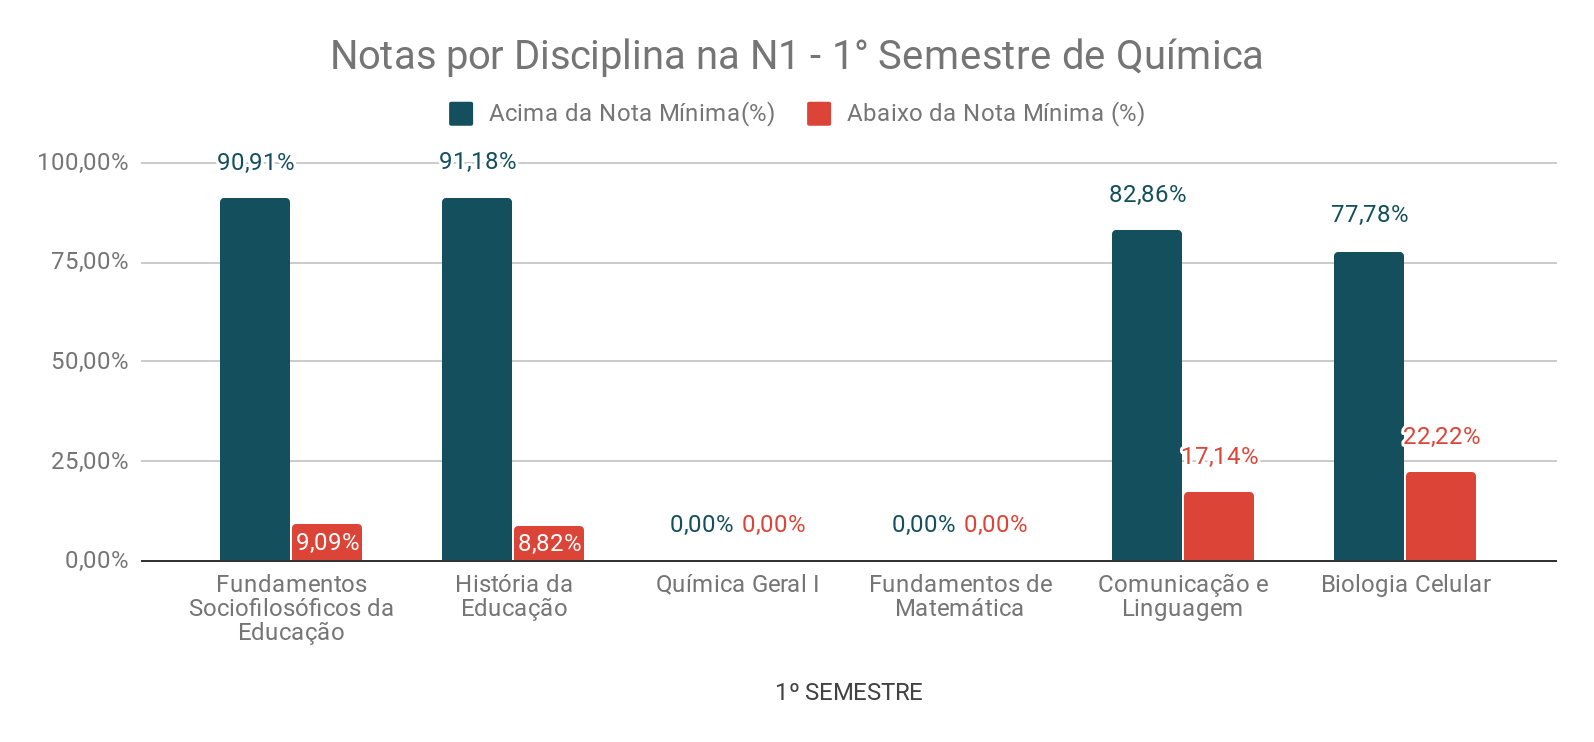 Notas por Disciplina na N1 - 1° Semestre de Química
Acima da Nota Mínima(%)
Abaixo da Nota Mínima (%)
100,00%
75,00%
50,00%
25,00%
0,00%
90,91%
9,09%
91,18%
8,82%
0,00%
0,00%
0,00%
0,00%
82,86%
17,14%
77,78%
22,22%
Fundamentos
Sociofilosóficos da
Educação
História da
Educação
Química Geral I
Fundamentos de
Matemática
Comunicação e
Linguagem
Biologia Celular
1º SEMESTRE